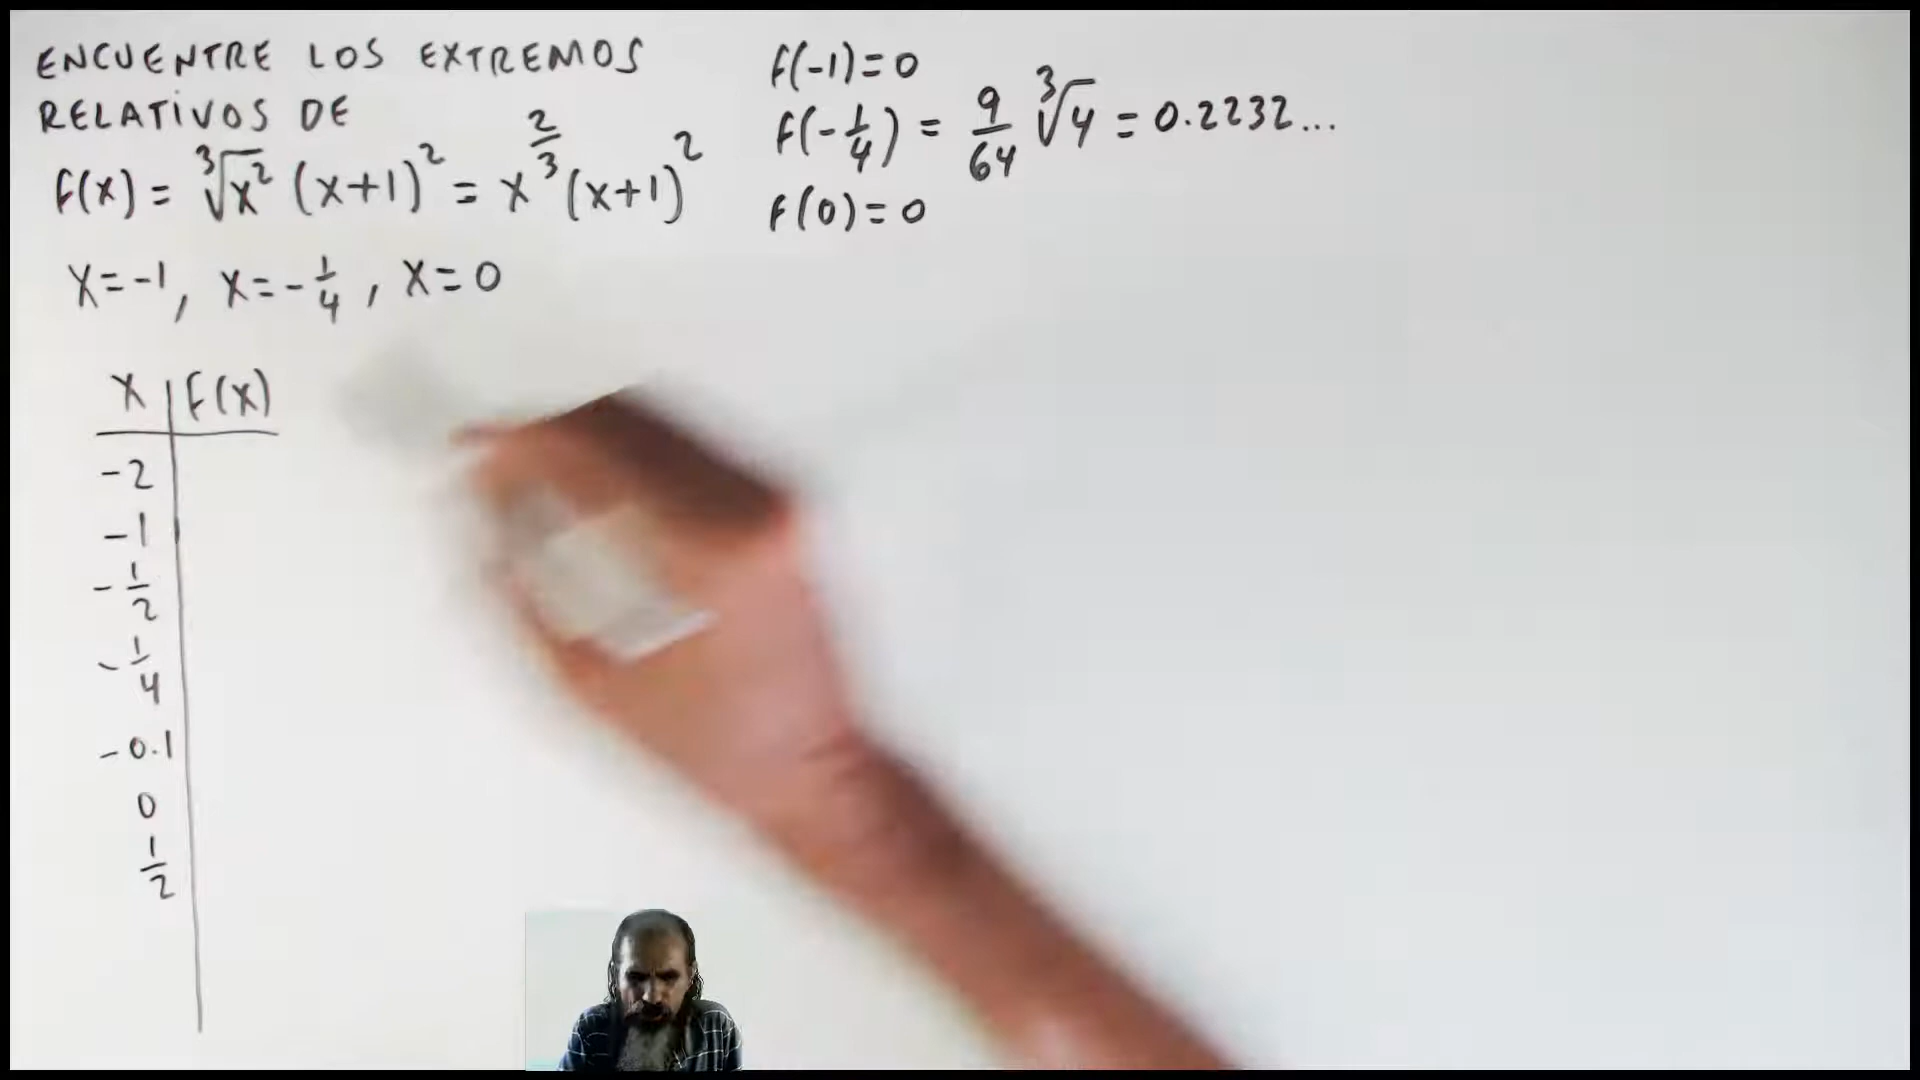 ENCUENTRE LOS EXTREMOS
RELATIVOS DE
f(x) = ∛x² (x+1)² = x^(2/3) (x+1)²
x=-1, x=-1/4, x=0
f(-1)=0
f(-1/4) = 9/64 ∛4 = 0.2232...
f(0)=0
x | f(x)
-2
-1
-1/2
-1/4
-0.1
0
1/2